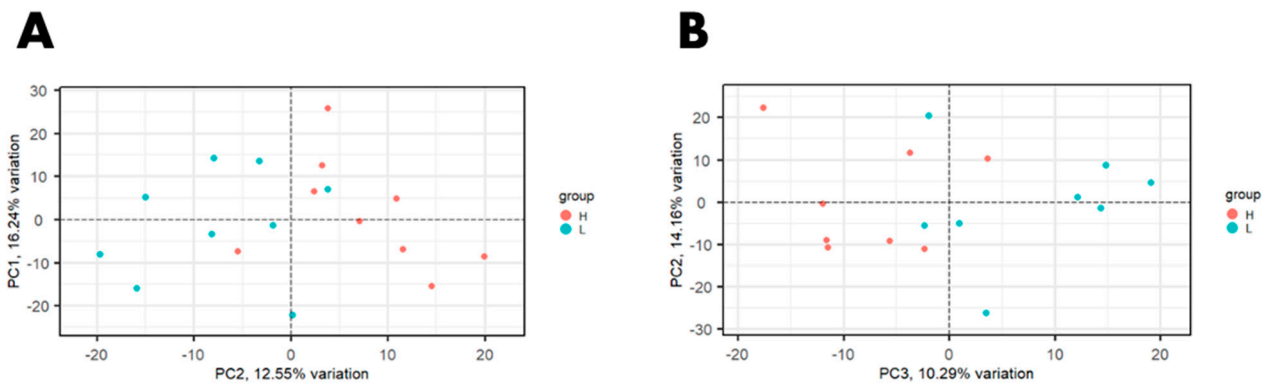 A
B
PC1, 16.24% variation
30
20
10
0
-10
-20
-20
-10
0
10
20
PC2, 12.55% variation
group
H
L
PC2, 14.16% variation
20
10
0
-10
-20
-30
-20
-10
0
10
20
PC3, 10.29% variation
group
H
L